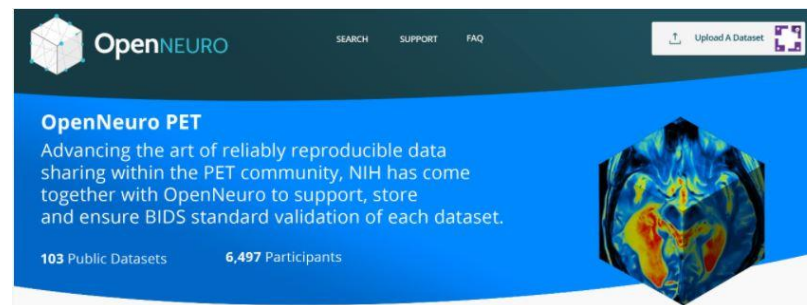 OpenNEURO
SEARCH SUPPORT FAQ
Upload A Dataset
OpenNeuro PET
Advancing the art of reliably reproducible data
sharing within the PET community, NIH has come
together with OpenNeuro to support, store
and ensure BIDS standard validation of each dataset.
103 Public Datasets 6,497 Participants